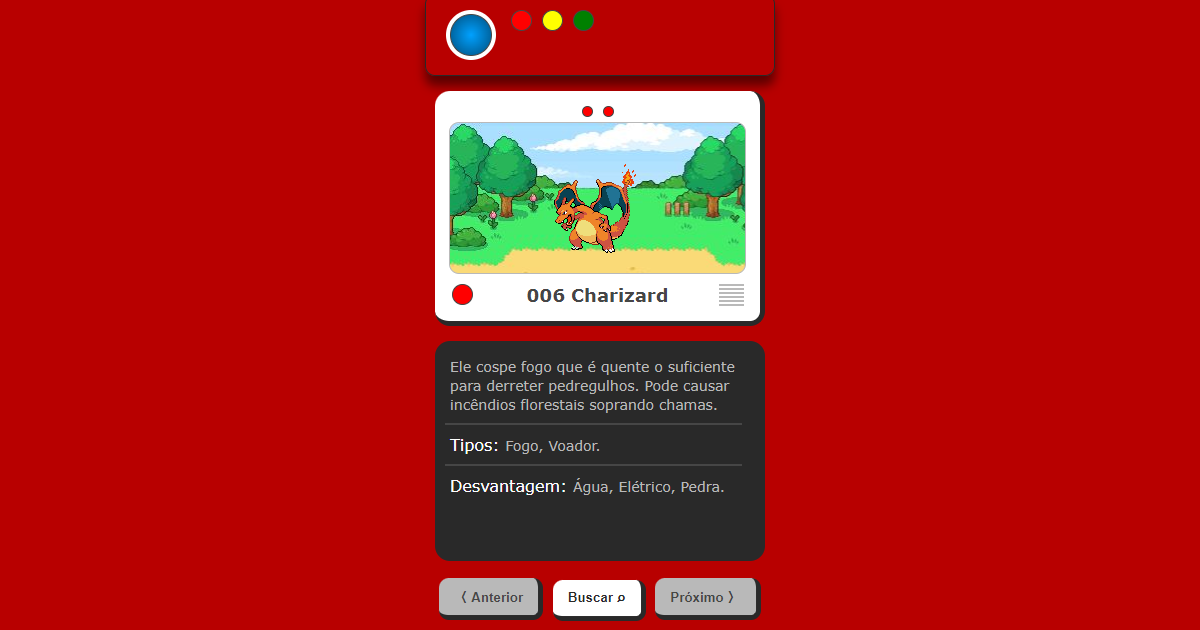 006 Charizard
Ele cospe fogo que é quente o suficiente
para derreter pedregulhos. Pode causar
incêndios florestais soprando chamas.
Tipos: Fogo, Voador.
Desvantagem: Água, Elétrico, Pedra.
⟨ Anterior
Buscar ⌕
Próximo ⟩